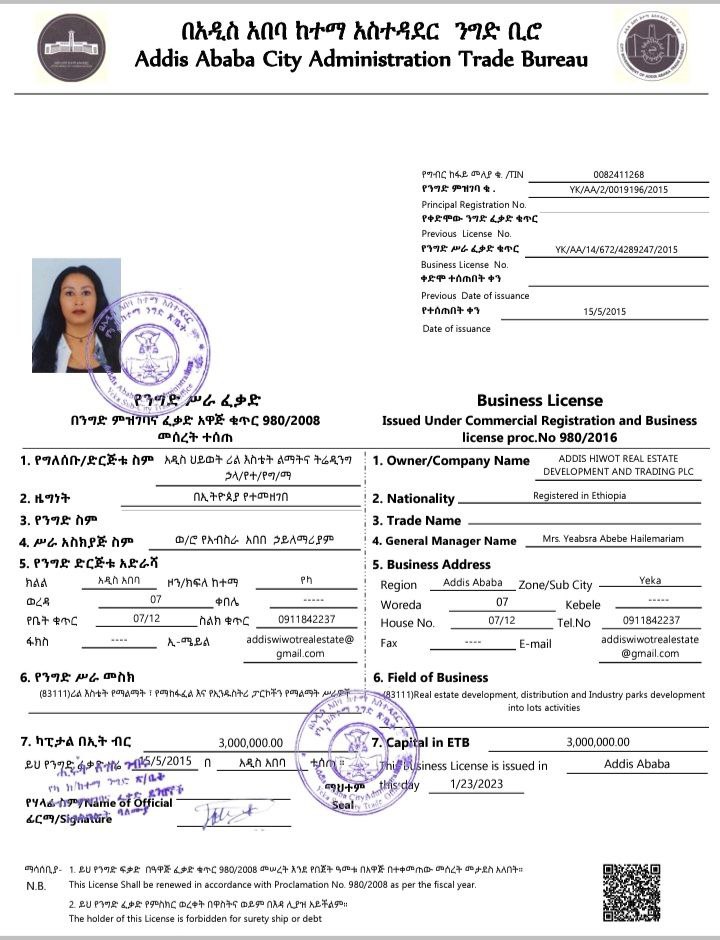 በአዲስ አበባ ከተማ አስተዳደር ንግድ ቢሮ
Addis Ababa City Administration Trade Bureau
የግብር ከፋይ መለያ ቁ. /TIN 0082411268
የንግድ ምዝገባ ቁ . YK/AA/2/0019196/2015
Principal Registration No.
የቀድሞው ንግድ ፈቃድ ቁጥር
Previous License No.
የንግድ ሥራ ፈቃድ ቁጥር YK/AA/14/672/4289247/2015
Business License No.
ቀድሞ ተሰጠበት ቀን
Previous Date of issuance
የተሰጠበት ቀን 15/5/2015
Date of issuance
የንግድ ሥራ ፈቃድ
በንግድ ምዝገባና ፈቃድ አዋጅ ቁጥር 980/2008
መሰረት ተሰጠ
Business License
Issued Under Commercial Registration and Business
license proc.No 980/2016
1. የግለሰቡ/ድርጅቱ ስም አዲስ ህይወት ሪል እስቴት ልማትና ትሬዲንግ
ኃላ/የተ/የግ/ማ
2. ዜግነት በኢትዮጵያ የተመዘገበ
3. የንግድ ስም
4. ሥራ አስኪያጅ ስም ወ/ሮ የአብስራ አበበ ኃይለማሪያም
5. የንግድ ድርጅቱ አድራሻ
ክልል አዲስ አበባ ዞን/ክፍለ ከተማ የካ
ወረዳ 07 ቀበሌ -----
የቤት ቁጥር 07/12 ስልክ ቁጥር 0911842237
ፋክስ ---- ኢ-ሜይል addiswiwotrealestate@
gmail.com
6. የንግድ ሥራ መስክ
(83111)ሪል እስቴት የማልማት ፣ የማከፋፈል እና የኢንዱስትሪ ፓርኮችን የማልማት ሥራዎች
7. ካፒታል በኢት ብር 3,000,000.00
ይህ የንግድ ፈቃድ ዛሬ 15/5/2015 በ አዲስ አበባ ተሰጠ ።
የሃላፊ ስም/Name of Official
ፊርማ/Signature
ማህተም
Seal
1. Owner/Company Name ADDIS HIWOT REAL ESTATE
DEVELOPMENT AND TRADING PLC
2. Nationality Registered in Ethiopia
3. Trade Name
4. General Manager Name Mrs. Yeabsra Abebe Hailemariam
5. Business Address
Region Addis Ababa Zone/Sub City Yeka
Woreda 07 Kebele -----
House No. 07/12 Tel.No 0911842237
Fax ---- E-mail addiswiwotrealestate
@gmail.com
6. Field of Business
(83111)Real estate development, distribution and Industry parks development
into lots activities
7. Capital in ETB 3,000,000.00
This Business License is issued in Addis Ababa
this day 1/23/2023
ማሳሰቢያ- 1. ይህ የንግድ ፍቃድ በዋጅ ፈቃድ ቁጥር 980/2008 መሠረት እንደ የበጀት ዓመቱ በአዋጅ በተቀመጠው መሰረት መታደስ አለበት።
N.B. This License Shall be renewed in accordance with Proclamation No. 980/2008 as per the fiscal year.
2. ይህ የንግድ ፈቃድ የምስክር ወረቀት በዋስትና ወይም በእዳ ሊያዝ አይችልም።
The holder of this License is forbidden for surety ship or debt